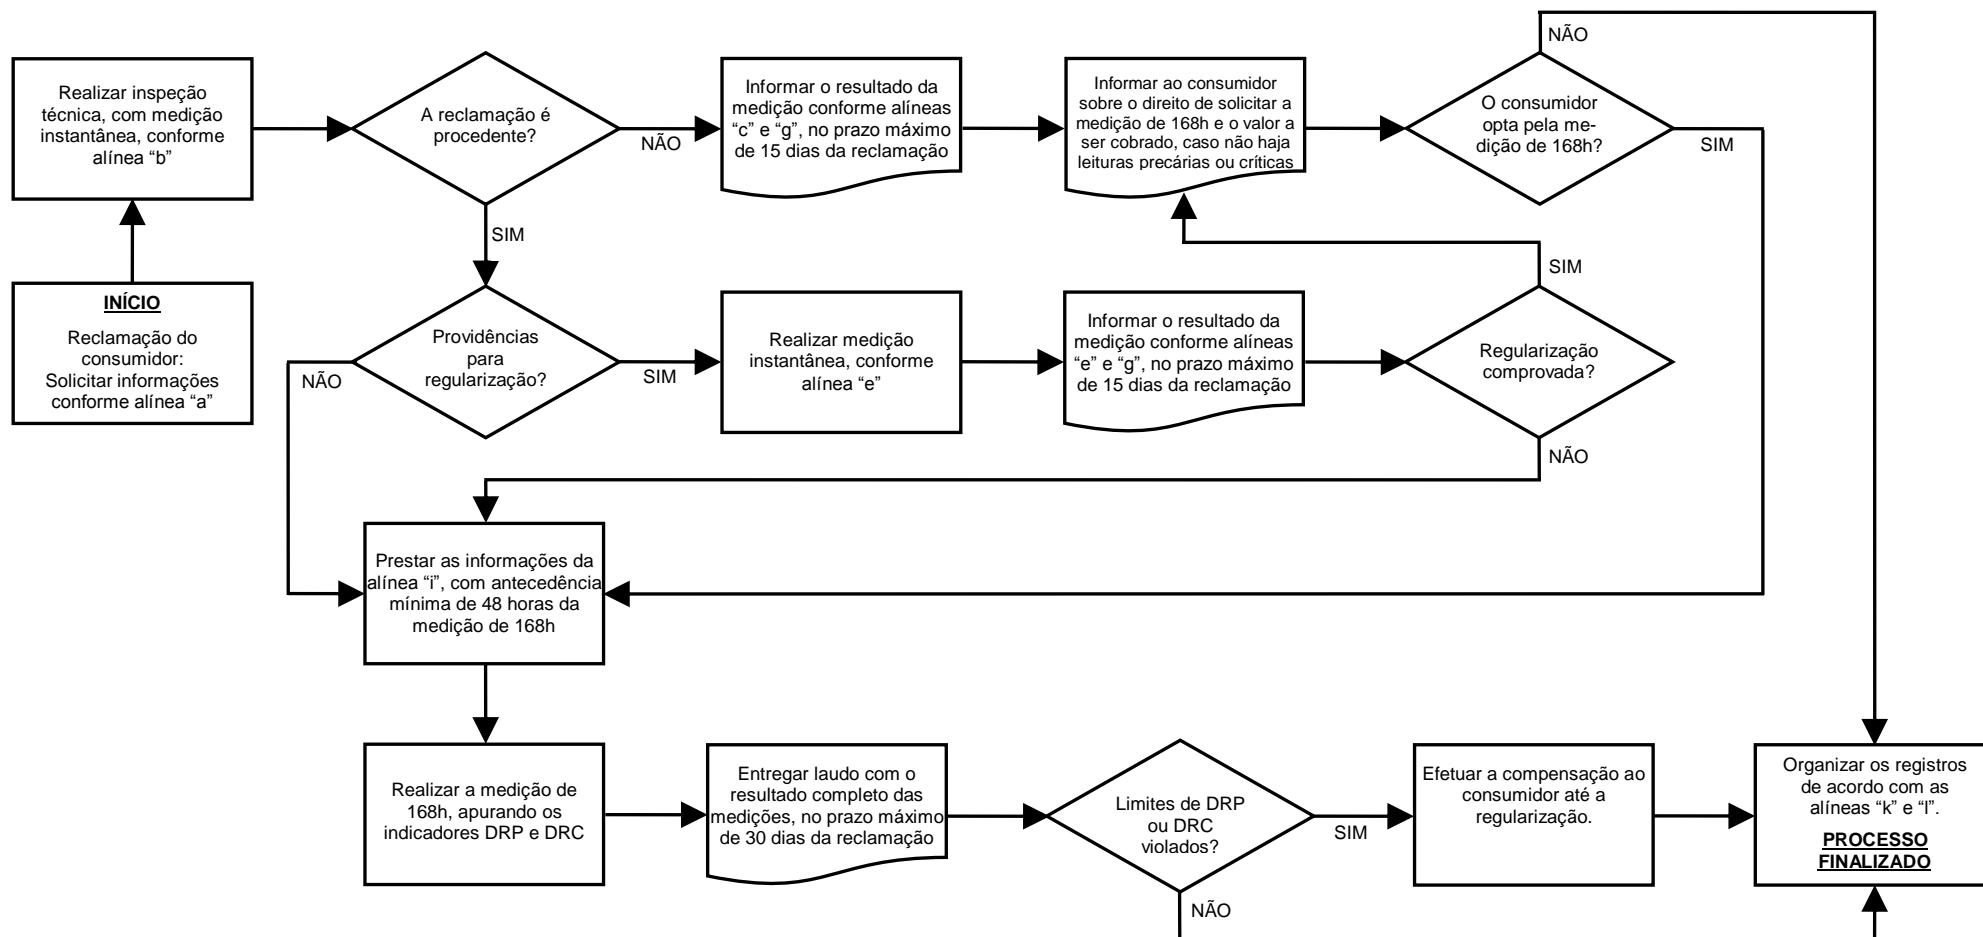 NÃO
Realizar inspeção
técnica, com medição
instantânea, conforme
alínea “b”
A reclamação é
procedente?
NÃO
Informar o resultado da
medição conforme alíneas
“c” e “g”, no prazo máximo
de 15 dias da reclamação
Informar ao consumidor
sobre o direito de solicitar a
medição de 168h e o valor a
ser cobrado, caso não haja
leituras precárias ou críticas
O consumidor
opta pela me-
dição de 168h?
SIM
SIM
SIM
INÍCIO
Reclamação do
consumidor:
Solicitar informações
conforme alínea “a”
NÃO
Providências
para
regularização?
SIM
Realizar medição
instantânea, conforme
alínea “e”
Informar o resultado da
medição conforme alíneas
“e” e “g”, no prazo máximo
de 15 dias da reclamação
Regularização
comprovada?
NÃO
Prestar as informações da
alínea “i”, com antecedência
mínima de 48 horas da
medição de 168h
Realizar a medição de
168h, apurando os
indicadores DRP e DRC
Entregar laudo com o
resultado completo das
medições, no prazo máximo
de 30 dias da reclamação
Limites de DRP
ou DRC
violados?
SIM
NÃO
Efetuar a compensação ao
consumidor até a
regularização.
Organizar os registros
de acordo com as
alíneas “k” e “l”.
PROCESSO
FINALIZADO